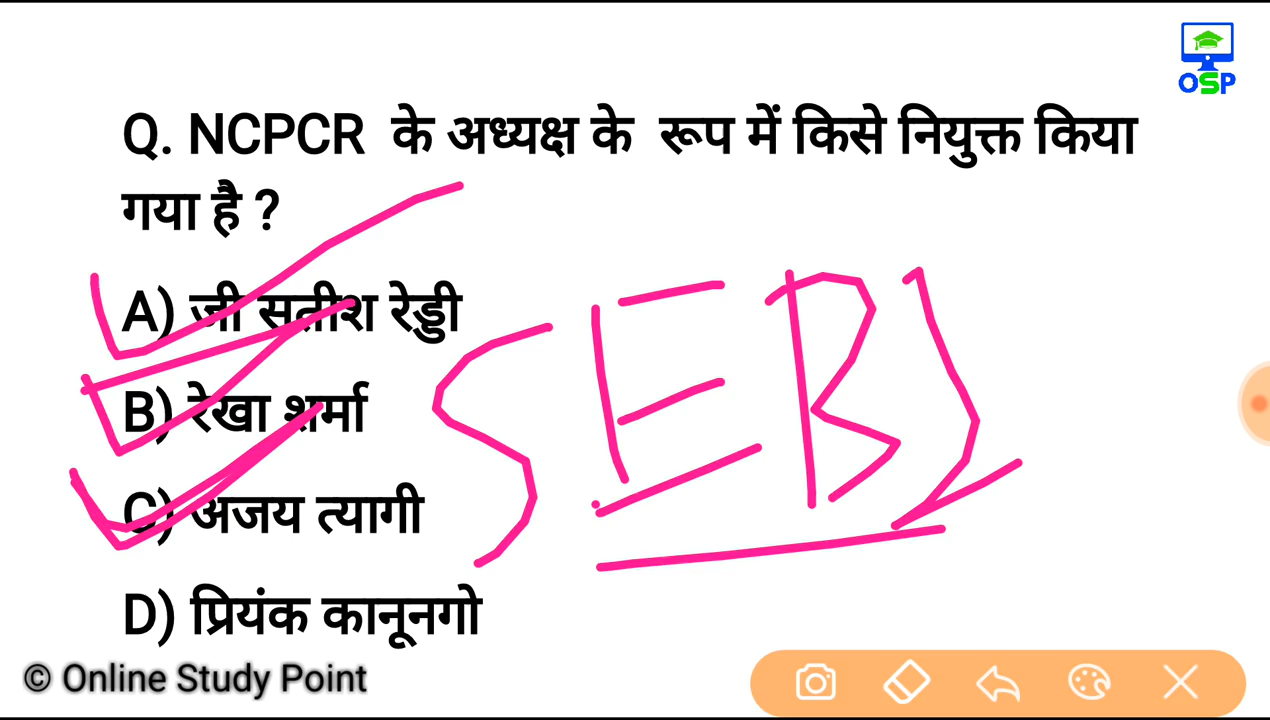 OSP
Q. NCPCR के अध्यक्ष के रूप में किसे नियुक्त किया
गया है ?
A) जी सतीश रेड्डी
B) रेखा शर्मा
C) अजय त्यागी
SEBI
D) प्रियंक कानूनगो
© Online Study Point